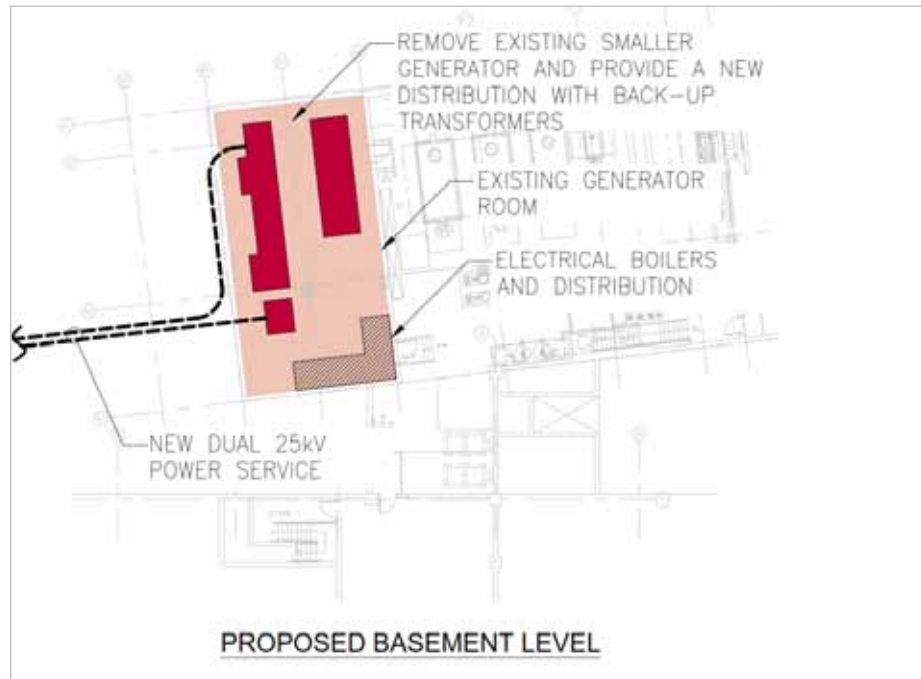 REMOVE EXISTING SMALLER
GENERATOR AND PROVIDE A NEW
DISTRIBUTION WITH BACK-UP
TRANSFORMERS
EXISTING GENERATOR
ROOM
ELECTRICAL BOILERS
AND DISTRIBUTION
NEW DUAL 25kV
POWER SERVICE
PROPOSED BASEMENT LEVEL